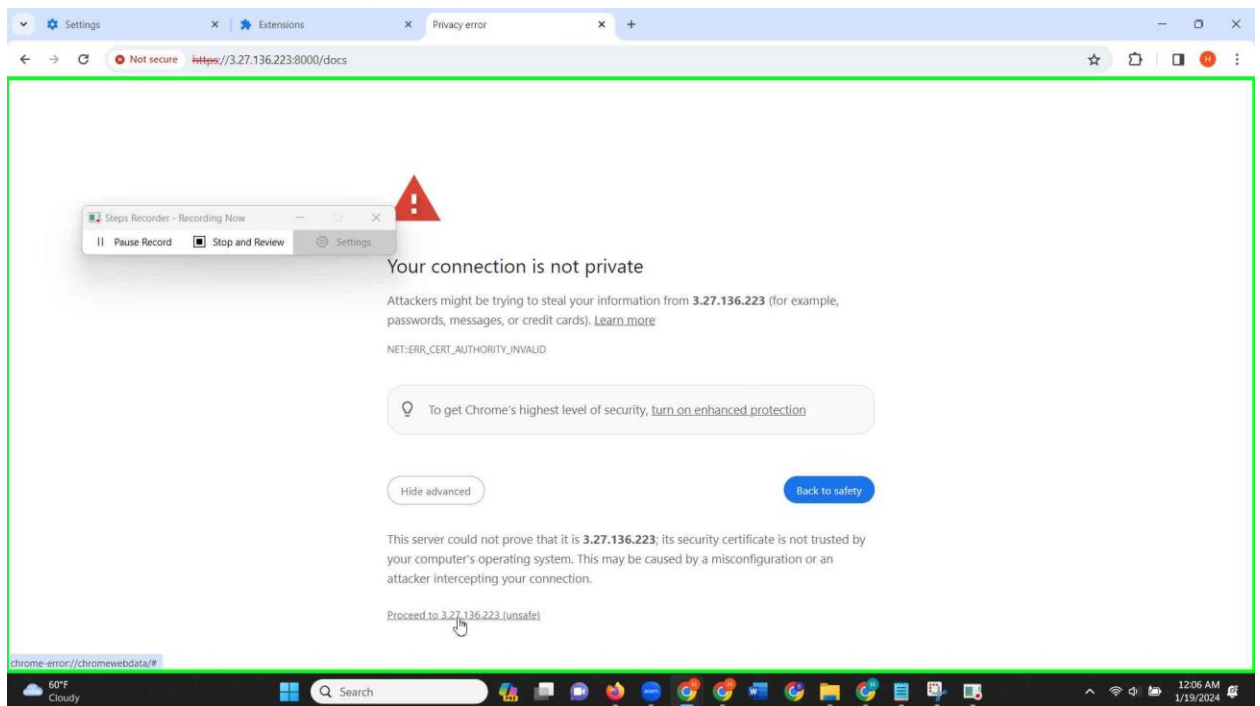 Settings
Extensions
Privacy error
Not secure https://3.27.136.223:8000/docs
H
Steps Recorder - Recording Now
Pause Record
Stop and Review
Settings
Your connection is not private
Attackers might be trying to steal your information from 3.27.136.223 (for example,
passwords, messages, or credit cards). Learn more
NET::ERR_CERT_AUTHORITY_INVALID
To get Chrome's highest level of security, turn on enhanced protection
Hide advanced
Back to safety
This server could not prove that it is 3.27.136.223; its security certificate is not trusted by
your computer's operating system. This may be caused by a misconfiguration or an
attacker intercepting your connection.
Proceed to 3.27.136.223 (unsafe)
chrome-error://chromewebdata/#
60°F
Cloudy
Search
zoom
12:06 AM
1/19/2024